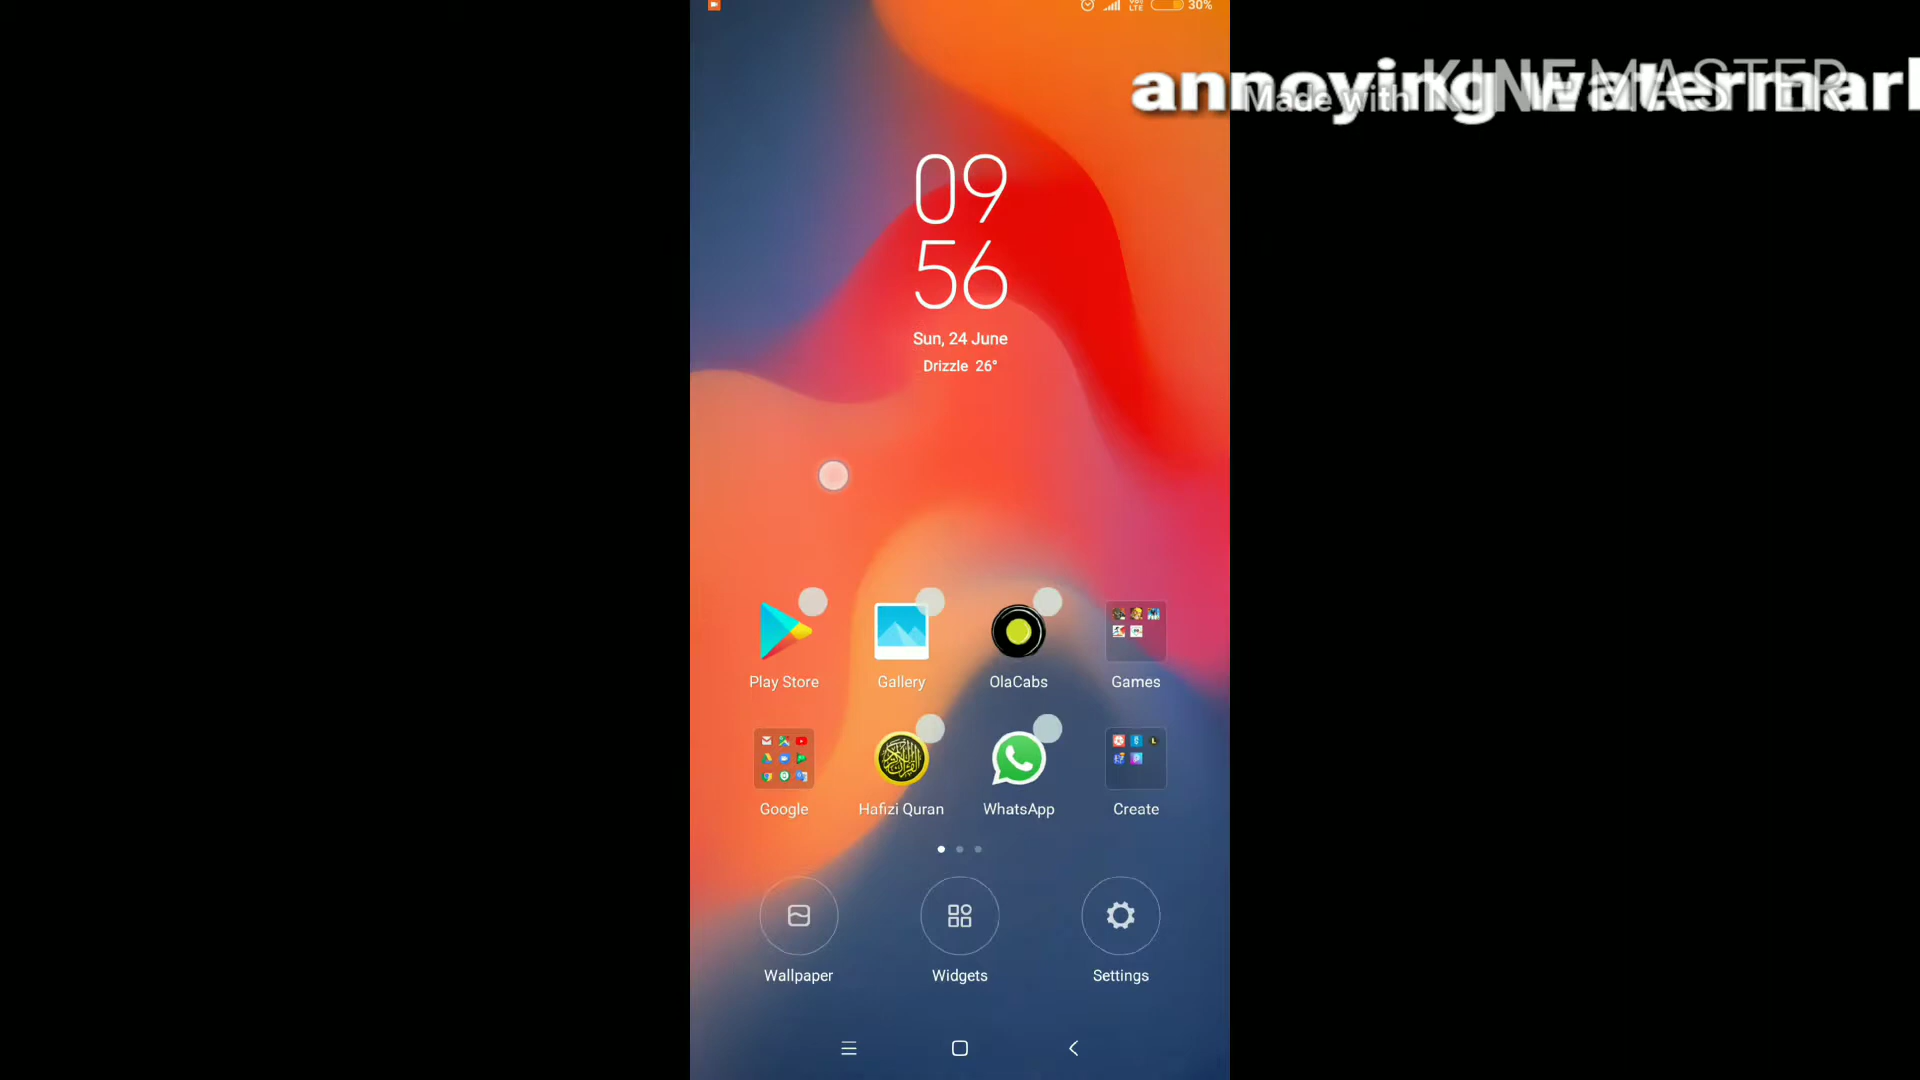 30%
annoying watermark
Made with KINEMASTER
09
56
Sun, 24 June
Drizzle 26°
Play Store
Gallery
OlaCabs
Games
Google
Hafizi Quran
WhatsApp
Create
Wallpaper
Widgets
Settings